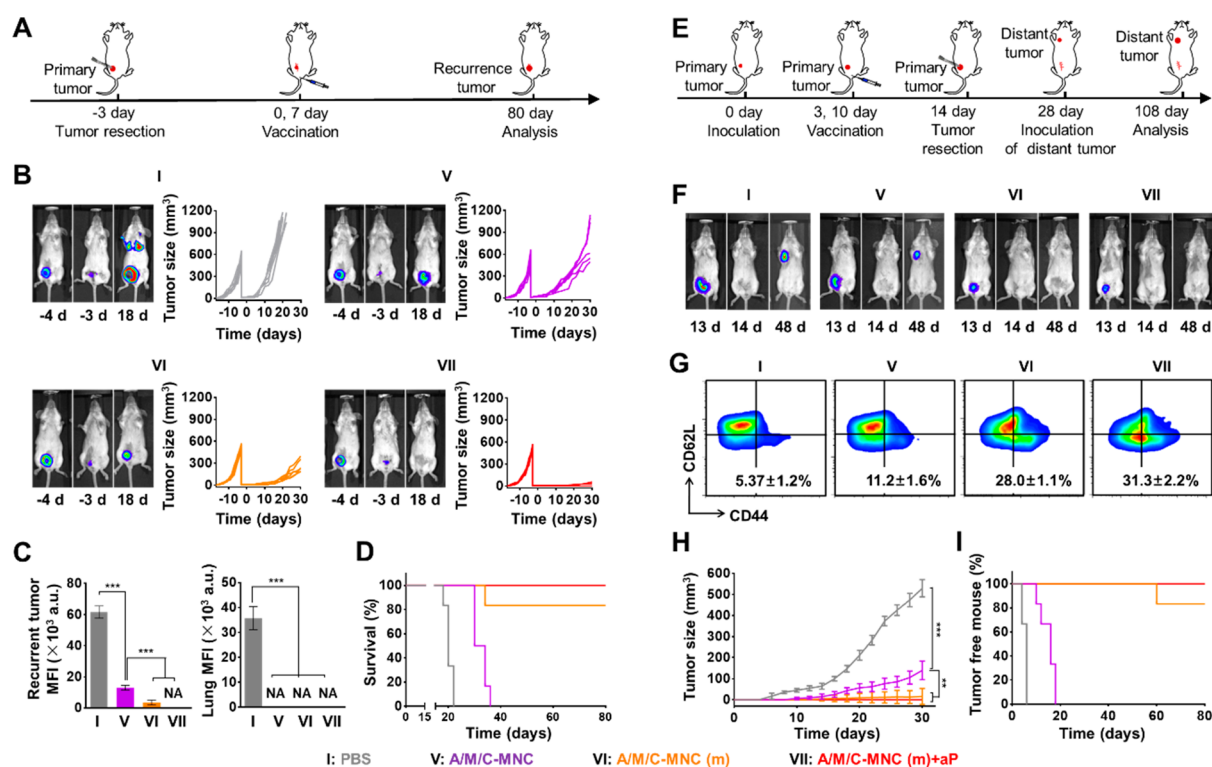 A
Primary
tumor
Recurrence
tumor
-3 day
Tumor resection
0, 7 day
Vaccination
80 day
Analysis
E
Primary
tumor
Primary
tumor
Primary
tumor
Distant
tumor
Distant
tumor
0 day
Inoculation
3, 10 day
Vaccination
14 day
Tumor
resection
28 day
Inoculation
of distant tumor
108 day
Analysis
B
I
-4 d -3 d 18 d
Tumor size (mm³)
1200
900
600
300
0
-10 0 10 20 30
Time (days)
V
-4 d -3 d 18 d
Tumor size (mm³)
1200
900
600
300
0
-10 0 10 20 30
Time (days)
VI
-4 d -3 d 18 d
Tumor size (mm³)
1200
900
600
300
0
-10 0 10 20 30
Time (days)
VII
-4 d -3 d 18 d
Tumor size (mm³)
1200
900
600
300
0
-10 0 10 20 30
Time (days)
F
I V VI VII
13 d 14 d 48 d 13 d 14 d 48 d 13 d 14 d 48 d 13 d 14 d 48 d
G
I V VI VII
5.37±1.2% 11.2±1.6% 28.0±1.1% 31.3±2.2%
CD62L
CD44
C
Recurrent tumor
MFI (×10³ a.u.)
80
60
40
20
0
***
***
NA
I V VI VII
Lung MFI (×10³ a.u.)
50
40
30
20
10
0
***
NA NA NA
I V VI VII
D
Survival (%)
100
80
60
40
20
0
0 15 20 40 60 80
Time (days)
H
Tumor size (mm³)
600
500
400
300
200
100
0
***
**
0 10 20 30
Time (days)
I
Tumor free mouse (%)
100
80
60
40
20
0
0 20 40 60 80
Time (days)
I: PBS V: A/M/C-MNC VI: A/M/C-MNC (m) VII: A/M/C-MNC (m)+aP